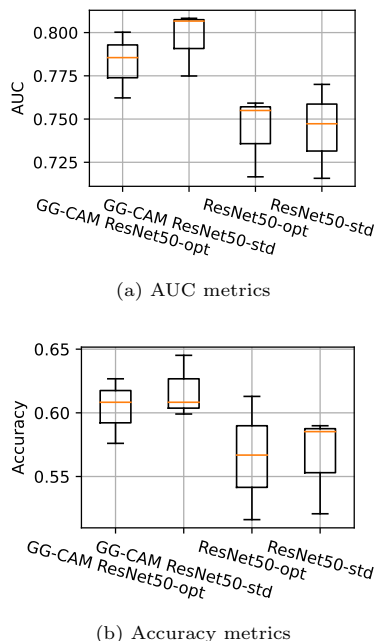 0.800
0.775
0.750
0.725
AUC
GG-CAM ResNet50-opt
GG-CAM ResNet50-std
ResNet50-opt
ResNet50-std
(a) AUC metrics
0.65
0.60
0.55
Accuracy
GG-CAM ResNet50-opt
GG-CAM ResNet50-std
ResNet50-opt
ResNet50-std
(b) Accuracy metrics